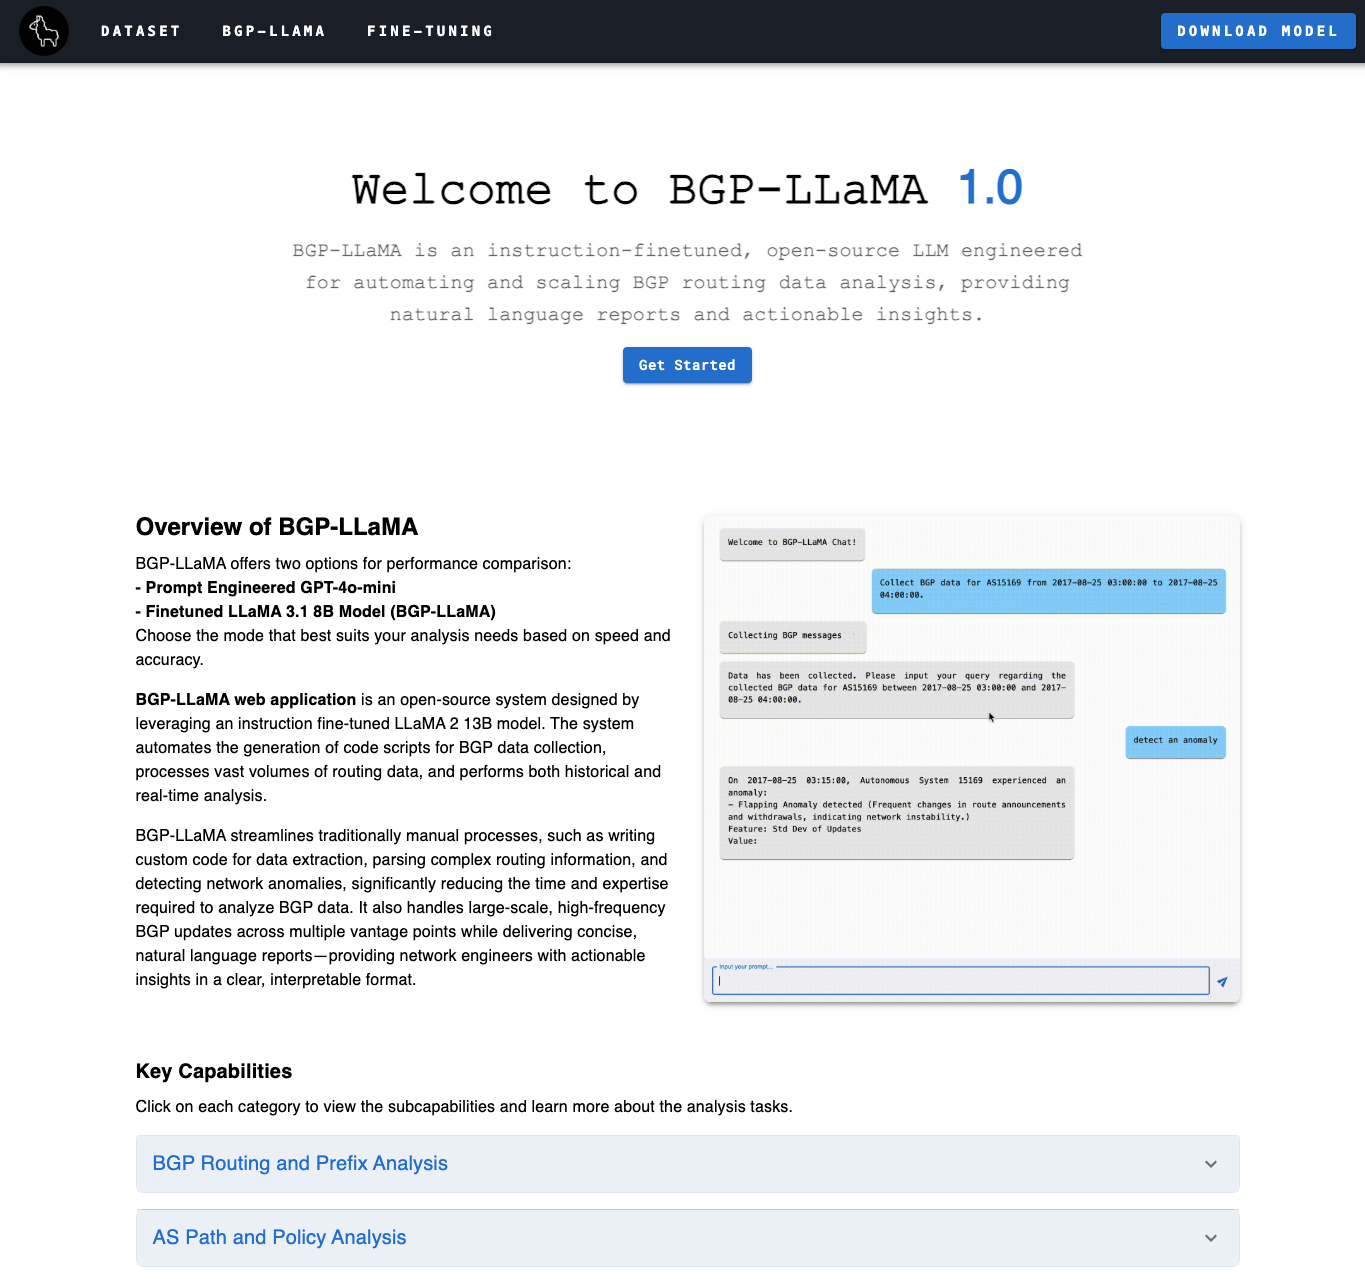 DATASET BGP-LLAMA FINE-TUNING DOWNLOAD MODEL
Welcome to BGP-LLaMA 1.0
BGP-LLaMA is an instruction-finetuned, open-source LLM engineered
for automating and scaling BGP routing data analysis, providing
natural language reports and actionable insights.
Get Started
Overview of BGP-LLaMA
BGP-LLaMA offers two options for performance comparison:
- Prompt Engineered GPT-4o-mini
- Finetuned LLaMA 3.1 8B Model (BGP-LLaMA)
Choose the mode that best suits your analysis needs based on speed and
accuracy.
BGP-LLaMA web application is an open-source system designed by
leveraging an instruction fine-tuned LLaMA 2 13B model. The system
automates the generation of code scripts for BGP data collection,
processes vast volumes of routing data, and performs both historical and
real-time analysis.
BGP-LLaMA streamlines traditionally manual processes, such as writing
custom code for data extraction, parsing complex routing information, and
detecting network anomalies, significantly reducing the time and expertise
required to analyze BGP data. It also handles large-scale, high-frequency
BGP updates across multiple vantage points while delivering concise,
natural language reports—providing network engineers with actionable
insights in a clear, interpretable format.
Welcome to BGP-LLaMA Chat!
Collect BGP data for AS15169 from 2017-08-25 03:00:00 to 2017-08-25
04:00:00.
Collecting BGP messages
Data has been collected. Please input your query regarding the
collected BGP data for AS15169 between 2017-08-25 03:00:00 and 2017-
08-25 04:00:00.
detect an anomaly
On 2017-08-25 03:15:00, Autonomous System 15169 experienced an
anomaly:
- Flapping Anomaly detected (Frequent changes in route announcements
and withdrawals, indicating network instability.)
Feature: Std Dev of Updates
Value:
Input your prompt...
Key Capabilities
Click on each category to view the subcapabilities and learn more about the analysis tasks.
BGP Routing and Prefix Analysis
AS Path and Policy Analysis